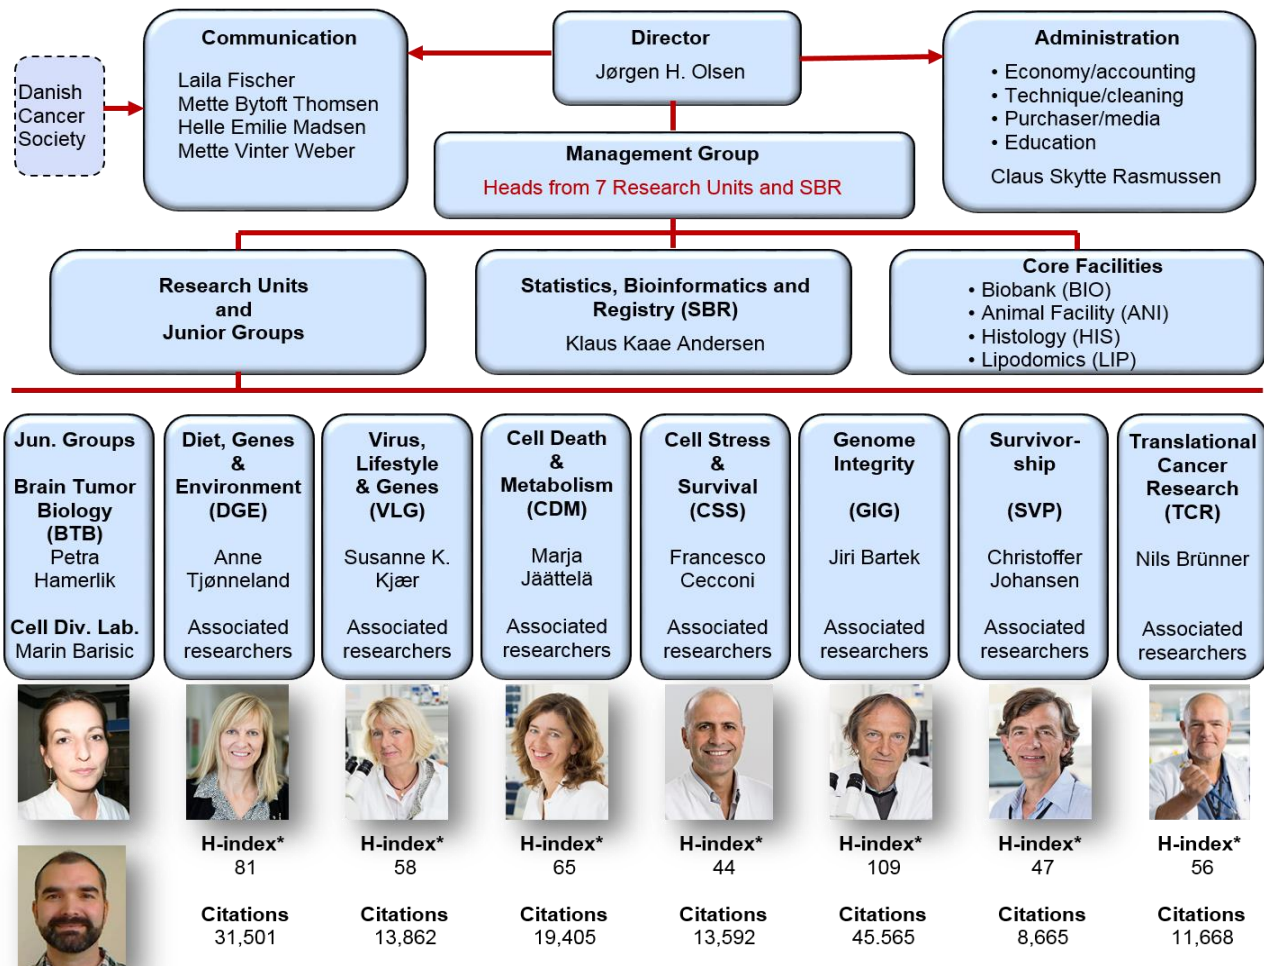 Communication
Laila Fischer
Mette Bytoft Thomsen
Helle Emilie Madsen
Mette Vinter Weber
Danish
Cancer
Society
Director
Jørgen H. Olsen
Administration
• Economy/accounting
• Technique/cleaning
• Purchaser/media
• Education
Claus Skytte Rasmussen
Management Group
Heads from 7 Research Units and SBR
Research Units
and
Junior Groups
Statistics, Bioinformatics and
Registry (SBR)
Klaus Kaae Andersen
Core Facilities
• Biobank (BIO)
• Animal Facility (ANI)
• Histology (HIS)
• Lipodomics (LIP)
Jun. Groups
Brain Tumor
Biology
(BTB)
Petra
Hamerlik
Cell Div. Lab.
Marin Barisic
Diet, Genes
&
Environment
(DGE)
Anne
Tjønneland
Associated
researchers
H-index*
81
Citations
31,501
Virus,
Lifestyle
& Genes
(VLG)
Susanne K.
Kjær
Associated
researchers
H-index*
58
Citations
13,862
Cell Death
&
Metabolism
(CDM)
Marja
Jäättelä
Associated
researchers
H-index*
65
Citations
19,405
Cell Stress
&
Survival
(CSS)
Francesco
Cecconi
Associated
researchers
H-index*
44
Citations
13,592
Genome
Integrity
(GIG)
Jiri Bartek
Associated
researchers
H-index*
109
Citations
45.565
Survivor-
ship
(SVP)
Christoffer
Johansen
Associated
researchers
H-index*
47
Citations
8,665
Translational
Cancer
Research
(TCR)
Nils Brünner
Associated
researchers
H-index*
56
Citations
11,668